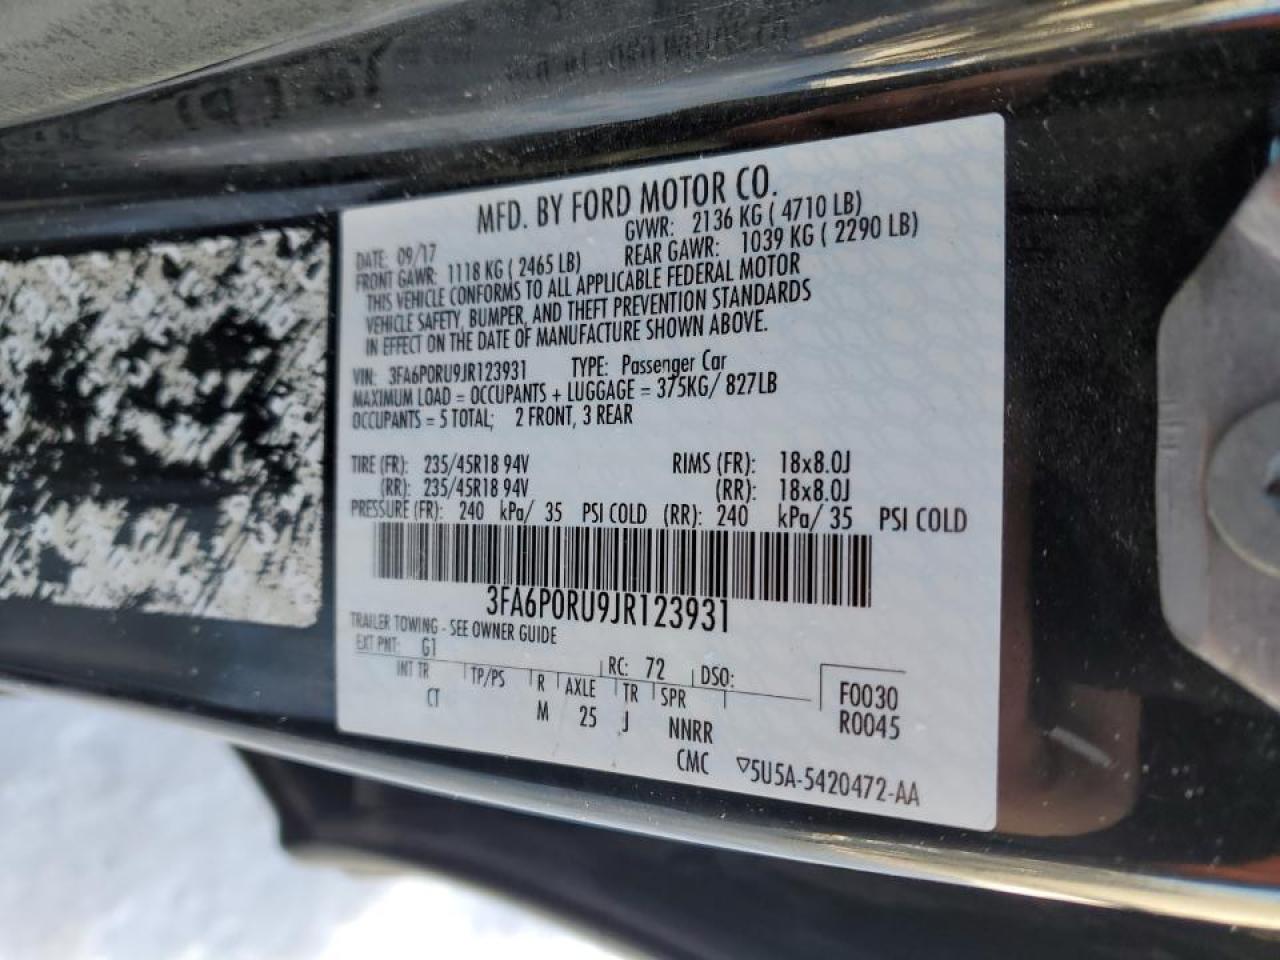 MFD. BY FORD MOTOR CO.
DATE: 09/17 GVWR: 2136 KG ( 4710 LB)
FRONT GAWR: 1118 KG ( 2465 LB) REAR GAWR: 1039 KG ( 2290 LB)
THIS VEHICLE CONFORMS TO ALL APPLICABLE FEDERAL MOTOR
VEHICLE SAFETY, BUMPER, AND THEFT PREVENTION STANDARDS
IN EFFECT ON THE DATE OF MANUFACTURE SHOWN ABOVE.
VIN: 3FA6P0RU9JR123931 TYPE: Passenger Car
MAXIMUM LOAD = OCCUPANTS + LUGGAGE = 375KG/ 827LB
OCCUPANTS = 5 TOTAL; 2 FRONT, 3 REAR
TIRE (FR): 235/45R18 94V RIMS (FR): 18x8.0J
(RR): 235/45R18 94V (RR): 18x8.0J
PRESSURE (FR): 240 kPa/ 35 PSI COLD (RR): 240 kPa/ 35 PSI COLD
3FA6P0RU9JR123931
TRAILER TOWING - SEE OWNER GUIDE
EXT PNT: G1 RC: 72 DSO:
INT TR TP/PS R AXLE TR SPR F0030
CT M 25 J NNRR R0045
CMC ▽5U5A-5420472-AA